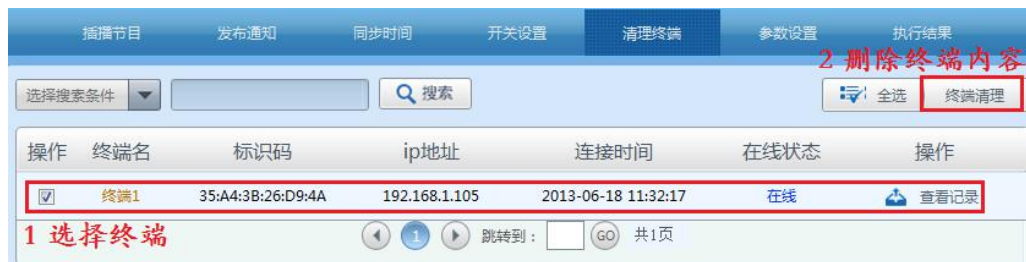 插播节目 发布通知 同步时间 开关设置 清理终端 参数设置 执行结果
2 删除终端内容
选择搜索条件 搜索 全选 终端清理
操作 终端名 标识码 ip地址 连接时间 在线状态 操作
终端1 35:A4:3B:26:D9:4A 192.168.1.105 2013-06-18 11:32:17 在线 查看记录
1 选择终端
1 跳转到： GO 共1页